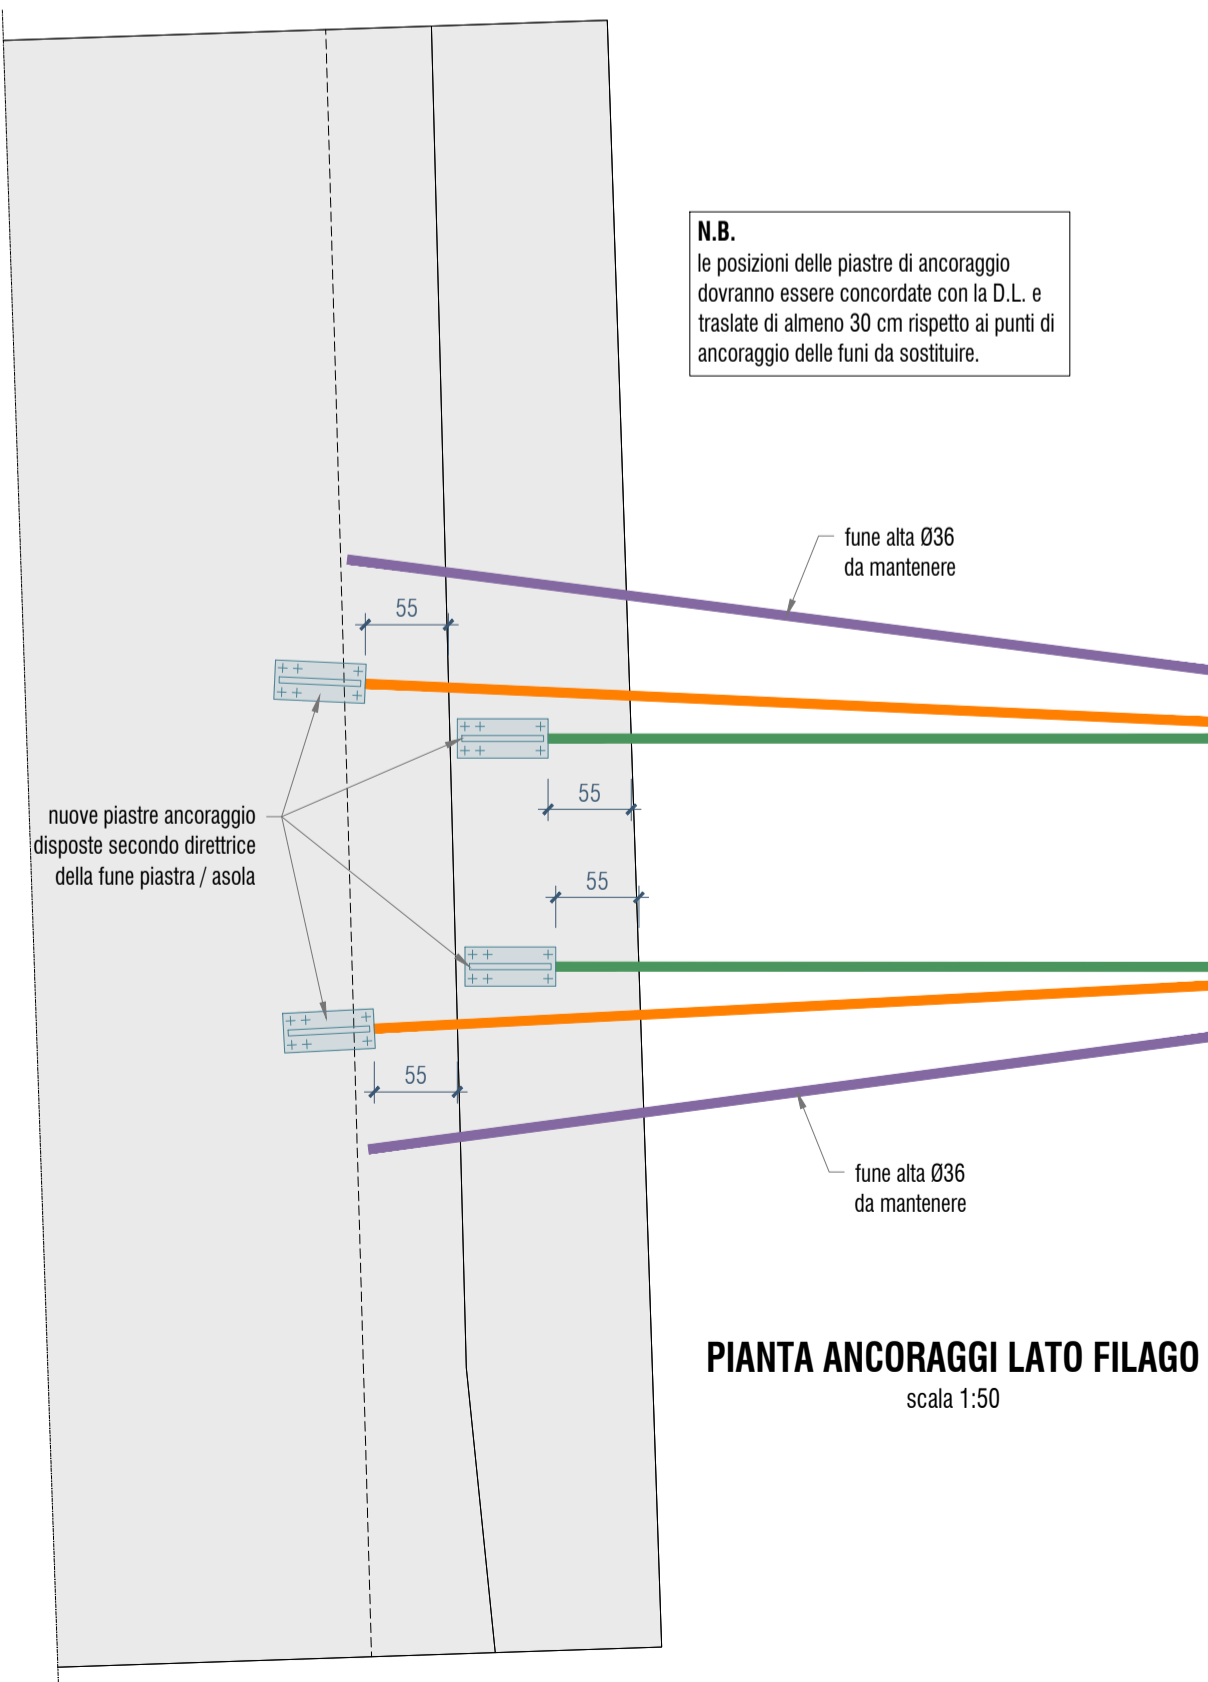 N.B.
le posizioni delle piastre di ancoraggio
dovranno essere concordate con la D.L. e
traslate di almeno 30 cm rispetto ai punti di
ancoraggio delle funi da sostituire.
fune alta Ø36
da mantenere
55
55
nuove piastre ancoraggio
disposte secondo direttrice
della fune piastra / asola
55
55
fune alta Ø36
da mantenere
PIANTA ANCORAGGI LATO FILAGO
scala 1:50